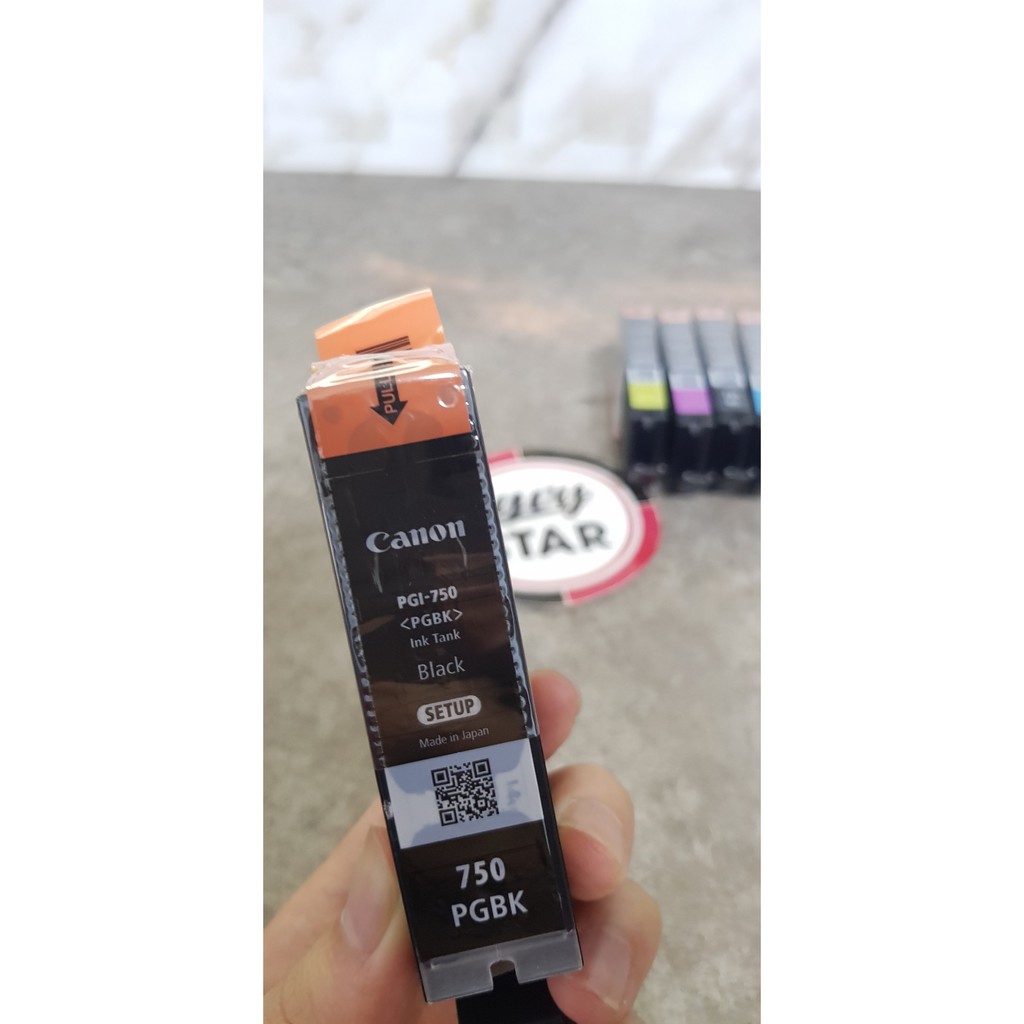 PULL
Canon
PGI-750
<PGBK>
Ink Tank
Black
SETUP
Made in Japan
750
PGBK
STAR